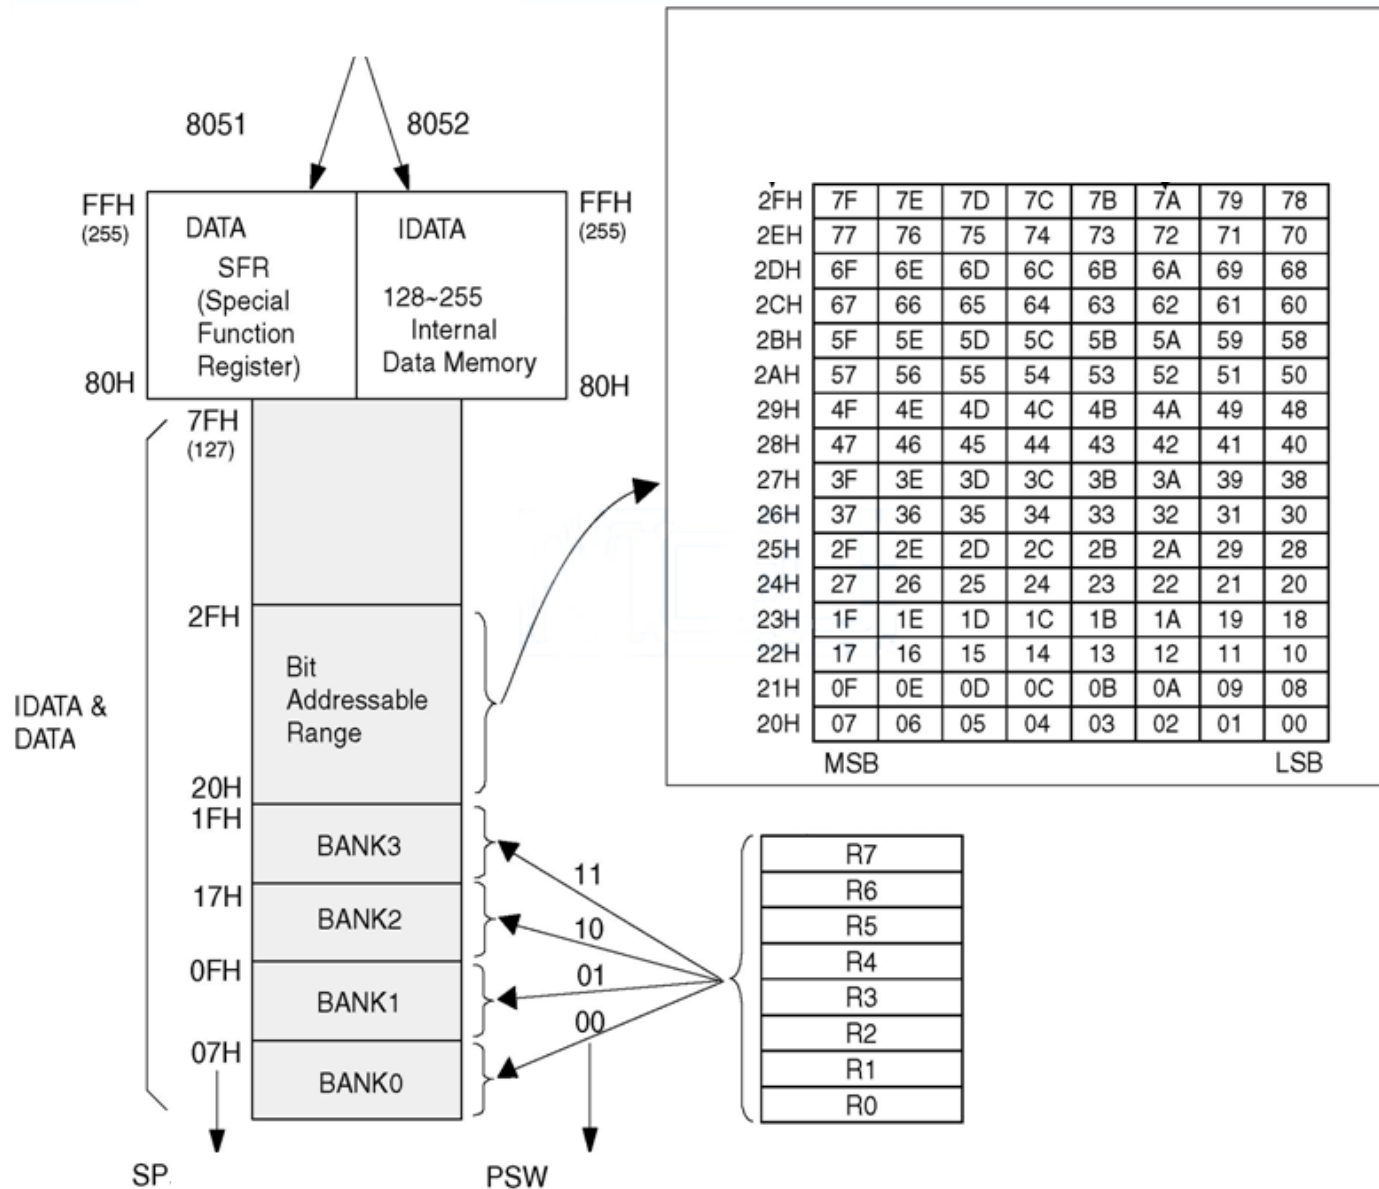 8051
8052
FFH
(255)
DATA
SFR
(Special
Function
Register)
IDATA
128~255
Internal
Data Memory
FFH
(255)
80H
80H
7FH
(127)
2FH
Bit
Addressable
Range
IDATA &
DATA
20H
1FH
BANK3
17H
BANK2
0FH
BANK1
07H
BANK0
11
10
01
00
SP
PSW
2FH 7F 7E 7D 7C 7B 7A 79 78
2EH 77 76 75 74 73 72 71 70
2DH 6F 6E 6D 6C 6B 6A 69 68
2CH 67 66 65 64 63 62 61 60
2BH 5F 5E 5D 5C 5B 5A 59 58
2AH 57 56 55 54 53 52 51 50
29H 4F 4E 4D 4C 4B 4A 49 48
28H 47 46 45 44 43 42 41 40
27H 3F 3E 3D 3C 3B 3A 39 38
26H 37 36 35 34 33 32 31 30
25H 2F 2E 2D 2C 2B 2A 29 28
24H 27 26 25 24 23 22 21 20
23H 1F 1E 1D 1C 1B 1A 19 18
22H 17 16 15 14 13 12 11 10
21H 0F 0E 0D 0C 0B 0A 09 08
20H 07 06 05 04 03 02 01 00
MSB LSB
R7
R6
R5
R4
R3
R2
R1
R0